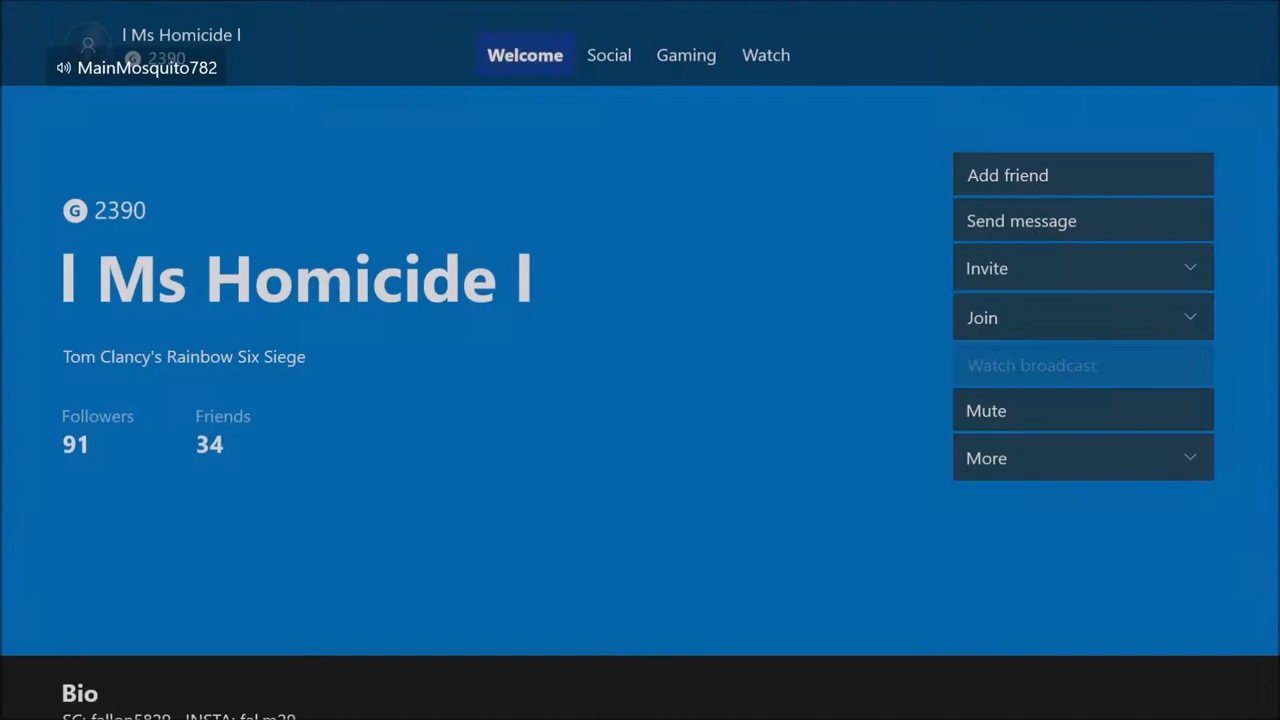 l Ms Homicide l
G 2390
MainMosquito782
Welcome Social Gaming Watch
G 2390
l Ms Homicide l
Tom Clancy's Rainbow Six Siege
Followers Friends
91 34
Add friend
Send message
Invite
Join
Watch broadcast
Mute
More
Bio